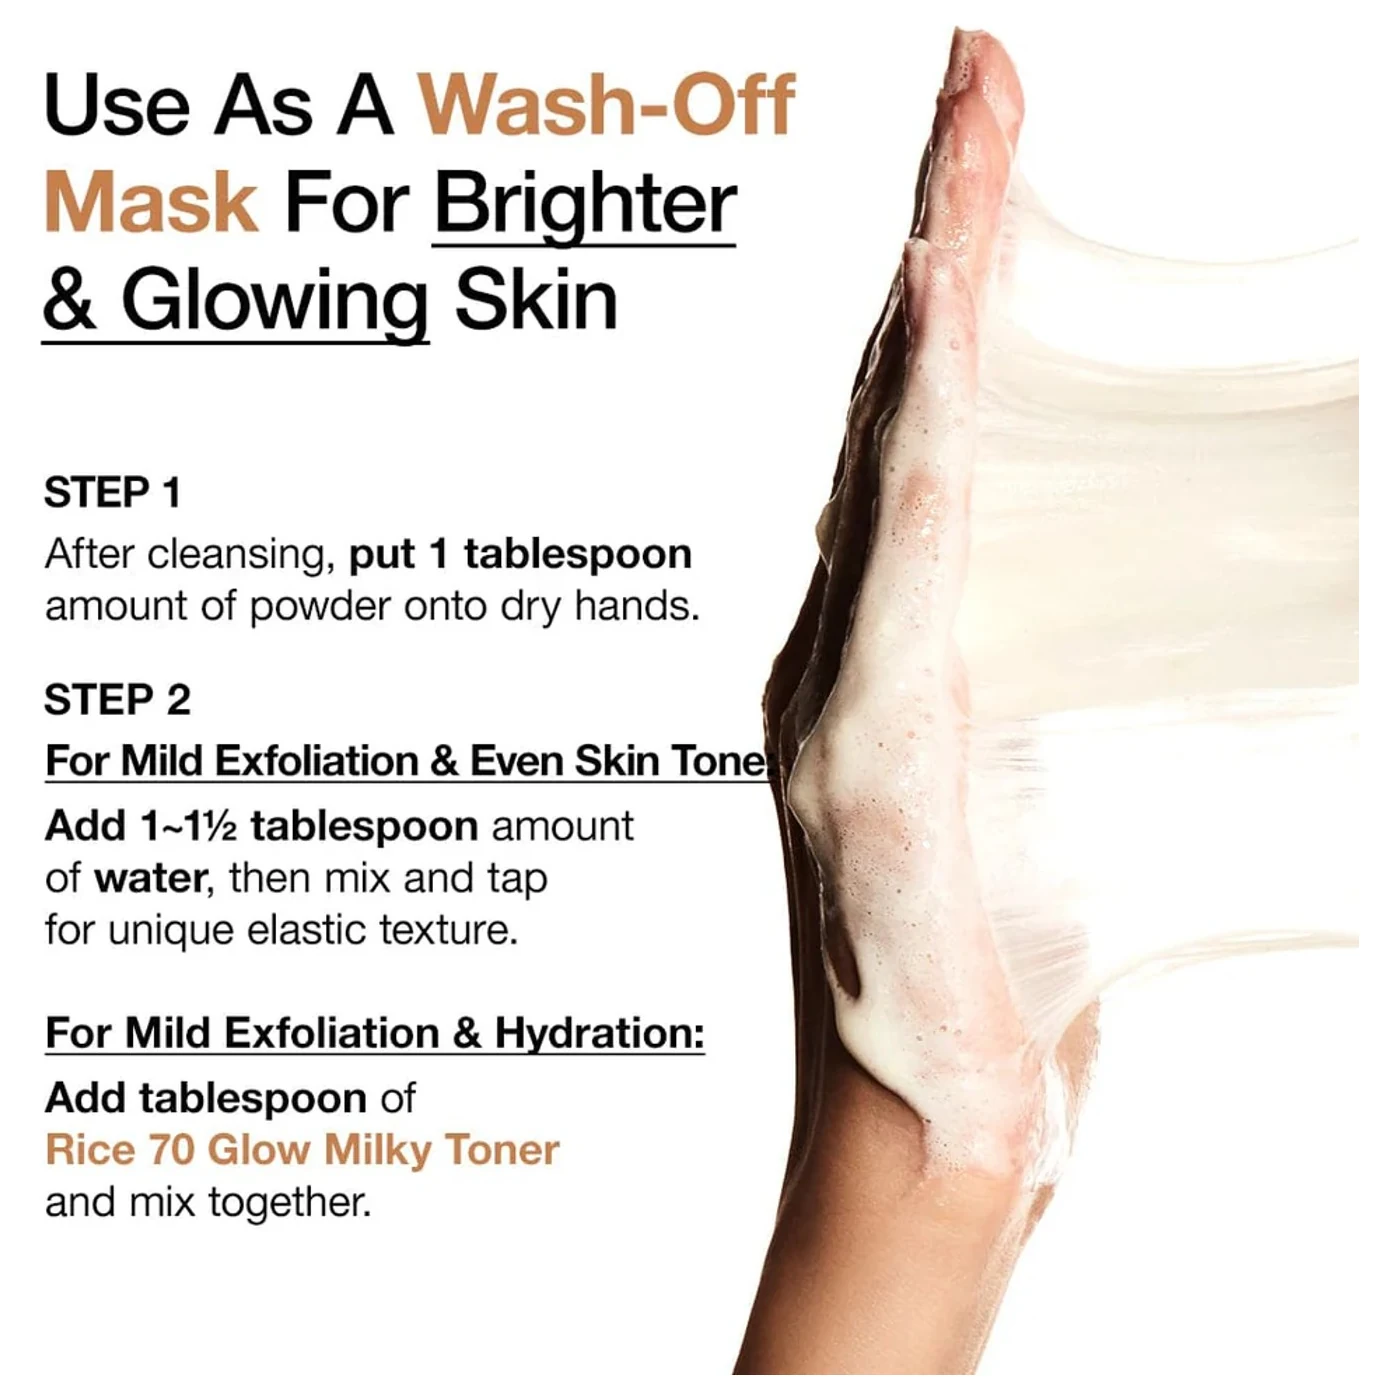 Use As A Wash-Off
Mask For Brighter
& Glowing Skin
STEP 1
After cleansing, put 1 tablespoon
amount of powder onto dry hands.
STEP 2
For Mild Exfoliation & Even Skin Tone:
Add 1~1½ tablespoon amount
of water, then mix and tap
for unique elastic texture.
For Mild Exfoliation & Hydration:
Add tablespoon of
Rice 70 Glow Milky Toner
and mix together.